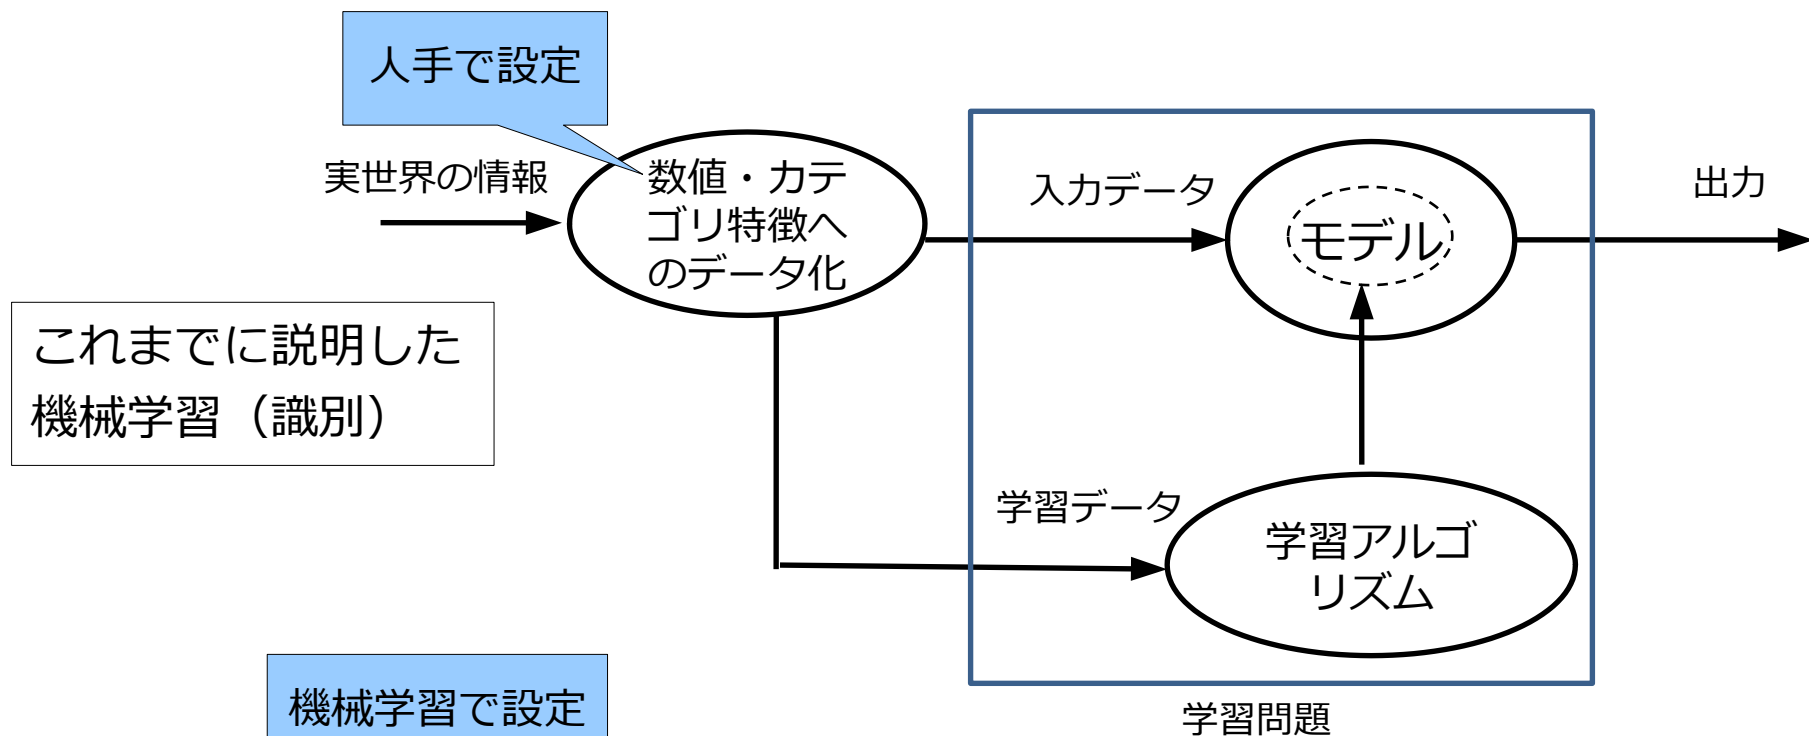 人手で設定
実世界の情報
数値・カテ
ゴリ特徴へ
のデータ化
入力データ
モデル
出力
これまでに説明した
機械学習（識別）
学習データ
学習アルゴ
リズム
機械学習で設定
学習問題